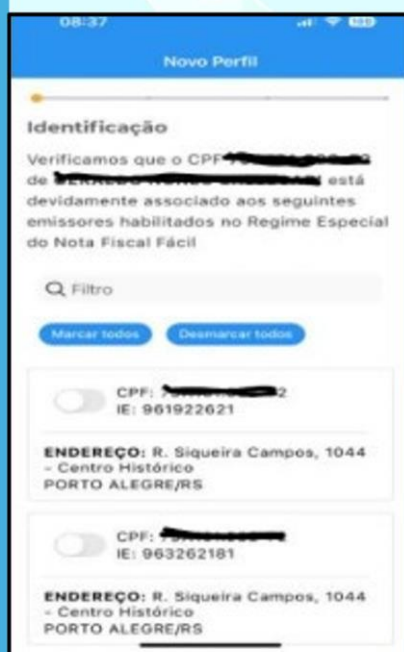 08:37
Novo Perfil
Identificação
Verificamos que o CPF
de está
devidamente associado aos seguintes
emissores habilitados no Regime Especial
do Nota Fiscal Fácil
Filtro
Marcar todos Desmarcar todos
CPF: 2
IE: 961922621
ENDEREÇO: R. Siqueira Campos, 1044
- Centro Histórico
PORTO ALEGRE/RS
CPF:
IE: 963262181
ENDEREÇO: R. Siqueira Campos, 1044
- Centro Histórico
PORTO ALEGRE/RS